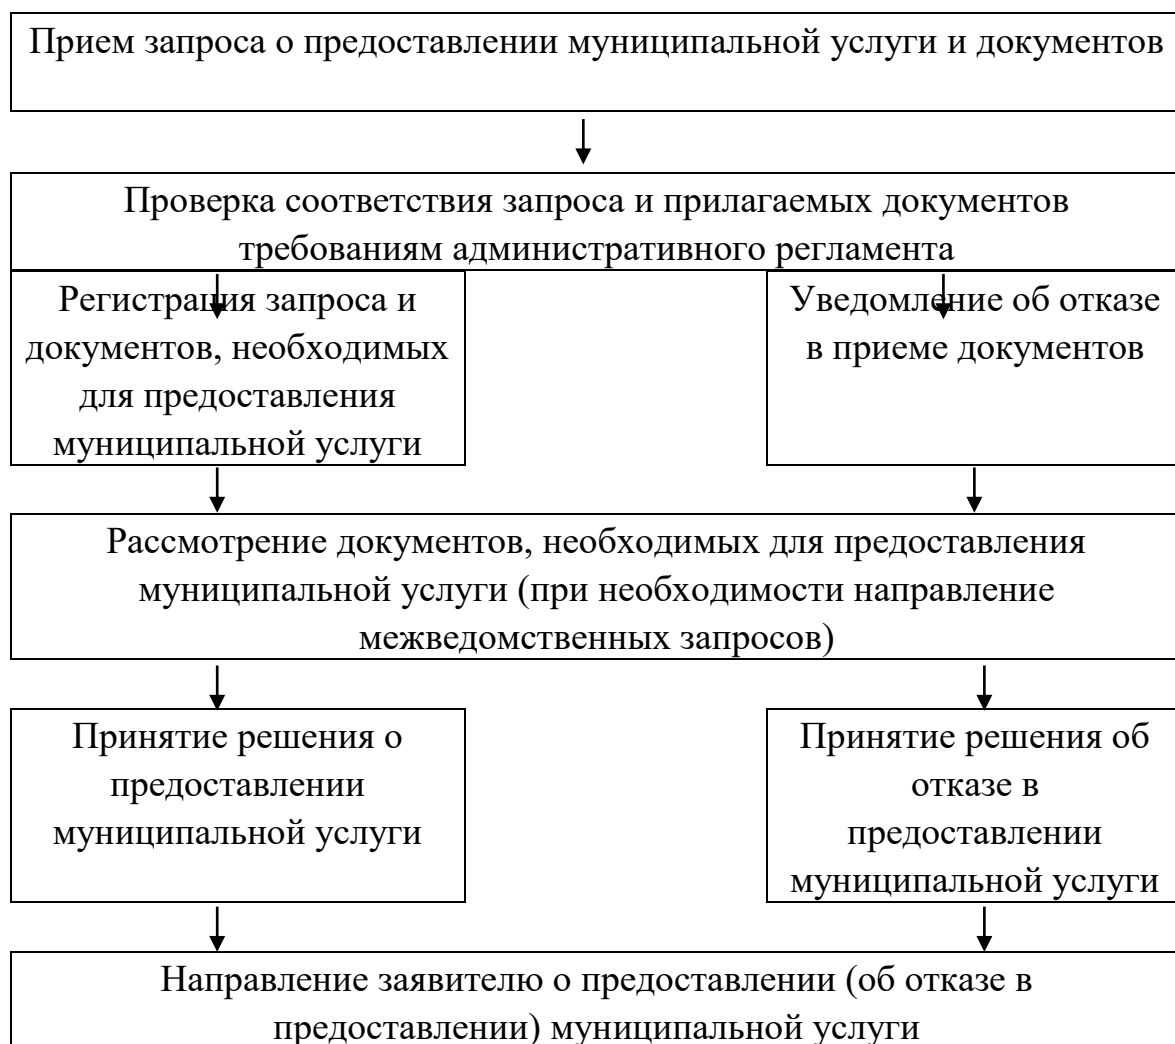 Прием запроса о предоставлении муниципальной услуги и документов
Проверка соответствия запроса и прилагаемых документов
требованиям административного регламента
Регистрация запроса и
документов, необходимых
для предоставления
муниципальной услуги
Уведомление об отказе
в приеме документов
Рассмотрение документов, необходимых для предоставления
муниципальной услуги (при необходимости направление
межведомственных запросов)
Принятие решения о
предоставлении
муниципальной услуги
Принятие решения об
отказе в
предоставлении
муниципальной услуги
Направление заявителю о предоставлении (об отказе в
предоставлении) муниципальной услуги